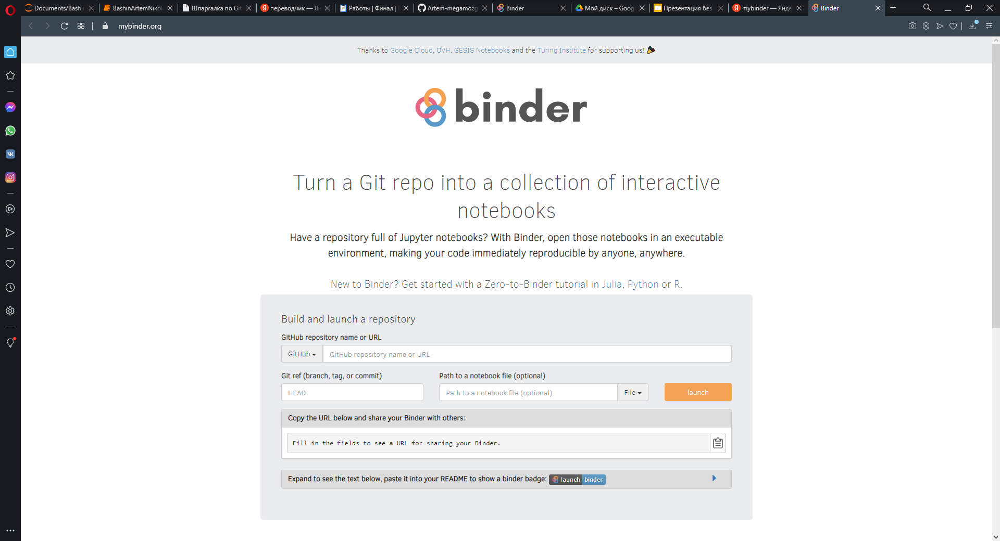 Documents/Bashin
BashinArtemNikol
Шпаргалка по Git
переводчик — Ян
Работы | Финал |
Artem-megamozg
Binder
Мой диск – Googl
Презентация без
mybinder — Янде
Binder
mybinder.org
Thanks to Google Cloud, OVH, GESIS Notebooks and the Turing Institute for supporting us!
binder
Turn a Git repo into a collection of interactive
notebooks
Have a repository full of Jupyter notebooks? With Binder, open those notebooks in an executable
environment, making your code immediately reproducible by anyone, anywhere.
New to Binder? Get started with a Zero-to-Binder tutorial in Julia, Python or R.
Build and launch a repository
GitHub repository name or URL
GitHub
GitHub repository name or URL
Git ref (branch, tag, or commit)
Path to a notebook file (optional)
HEAD
Path to a notebook file (optional)
File
launch
Copy the URL below and share your Binder with others:
Fill in the fields to see a URL for sharing your Binder.
Expand to see the text below, paste it into your README to show a binder badge:
launch binder